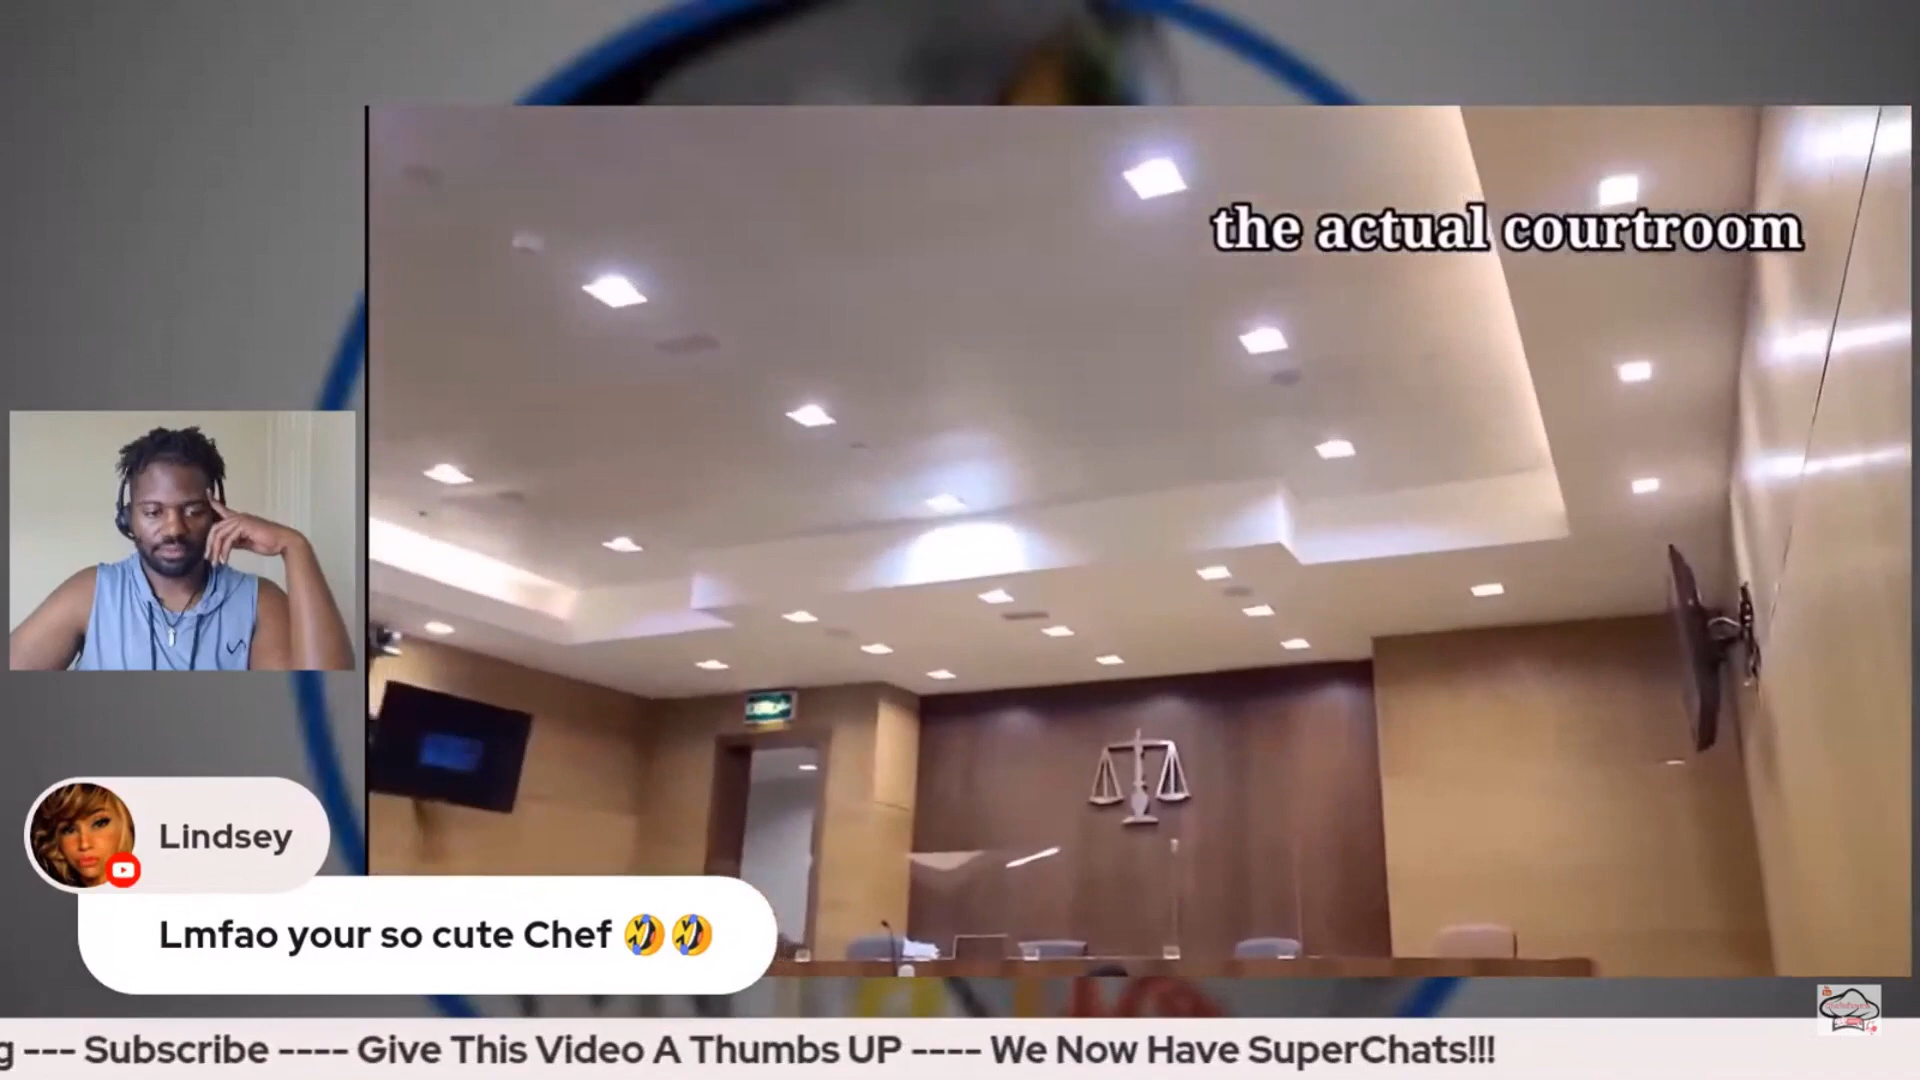 the actual courtroom
Lindsey
Lmfao your so cute Chef 🤣🤣
g --- Subscribe ---- Give This Video A Thumbs UP ---- We Now Have SuperChats!!!